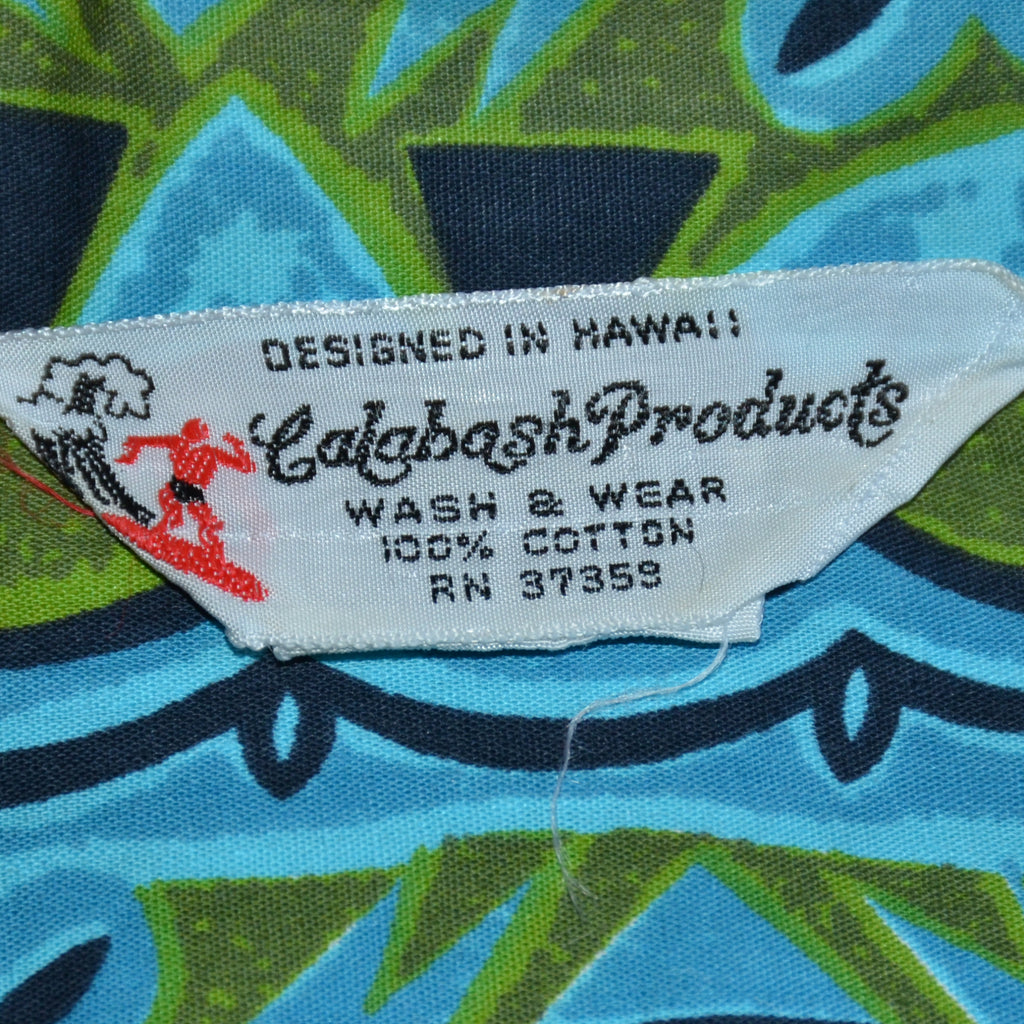 DESIGNED IN HAWAII
Calabash Products
WASH & WEAR
100% COTTON
RN 37359